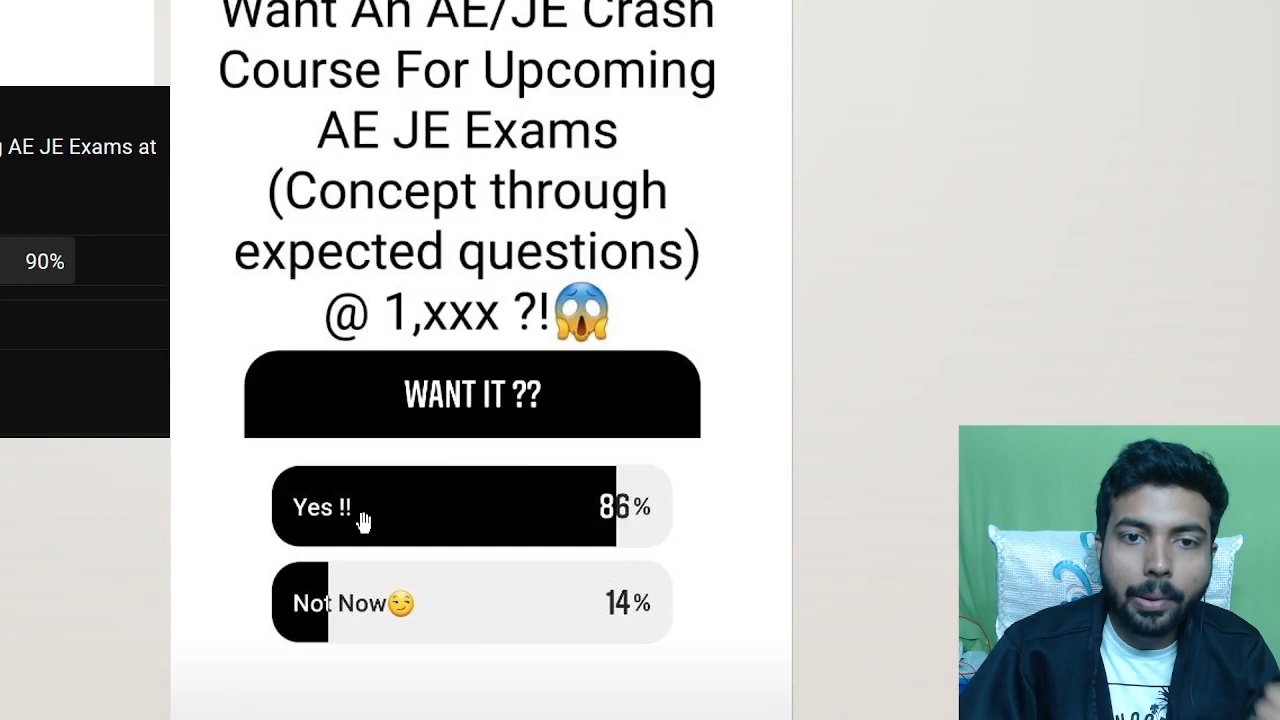 Want An AE/JE Crash
Course For Upcoming
AE JE Exams
(Concept through
expected questions)
@ 1,xxx ?!😱
WANT IT ??
Yes !! 86%
Not Now😏 14%
AE JE Exams at
90%